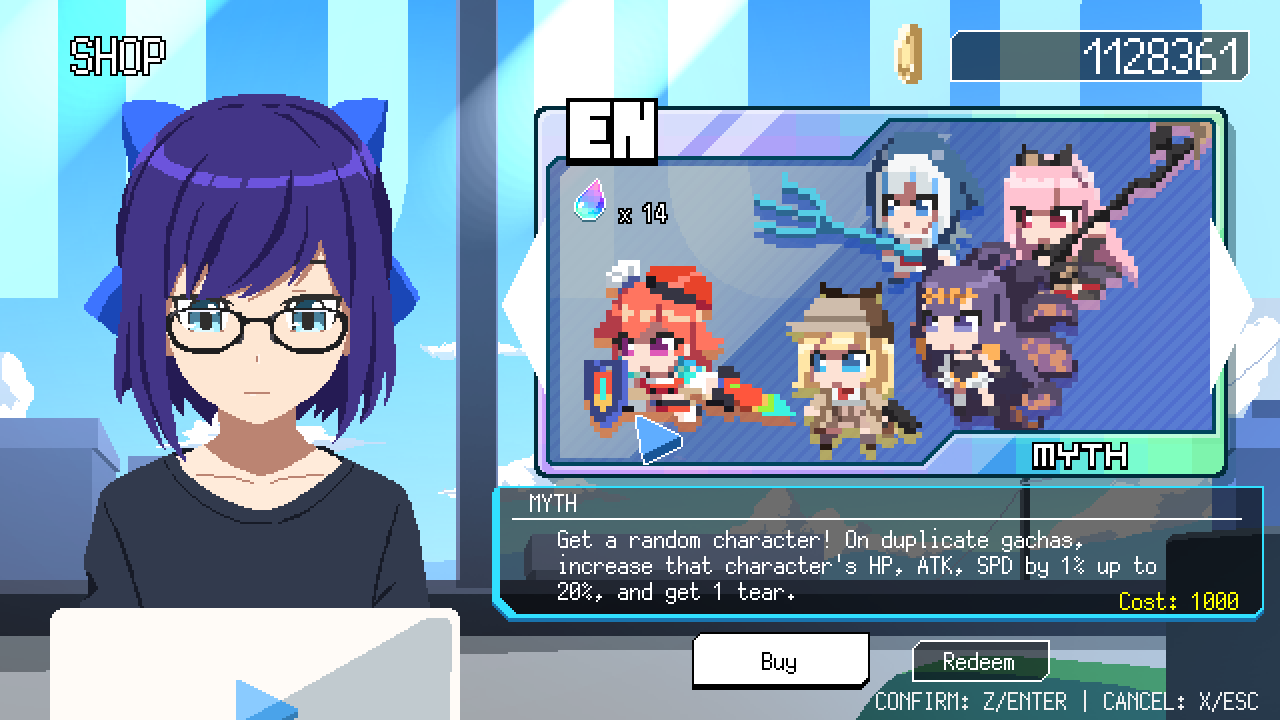 SHOP
1128361
EN
x 14
MYTH
MYTH
Get a random character! On duplicate gachas,
increase that character's HP, ATK, SPD by 1% up to
20%, and get 1 tear.
Cost: 1000
Buy
Redeem
CONFIRM: Z/ENTER | CANCEL: X/ESC